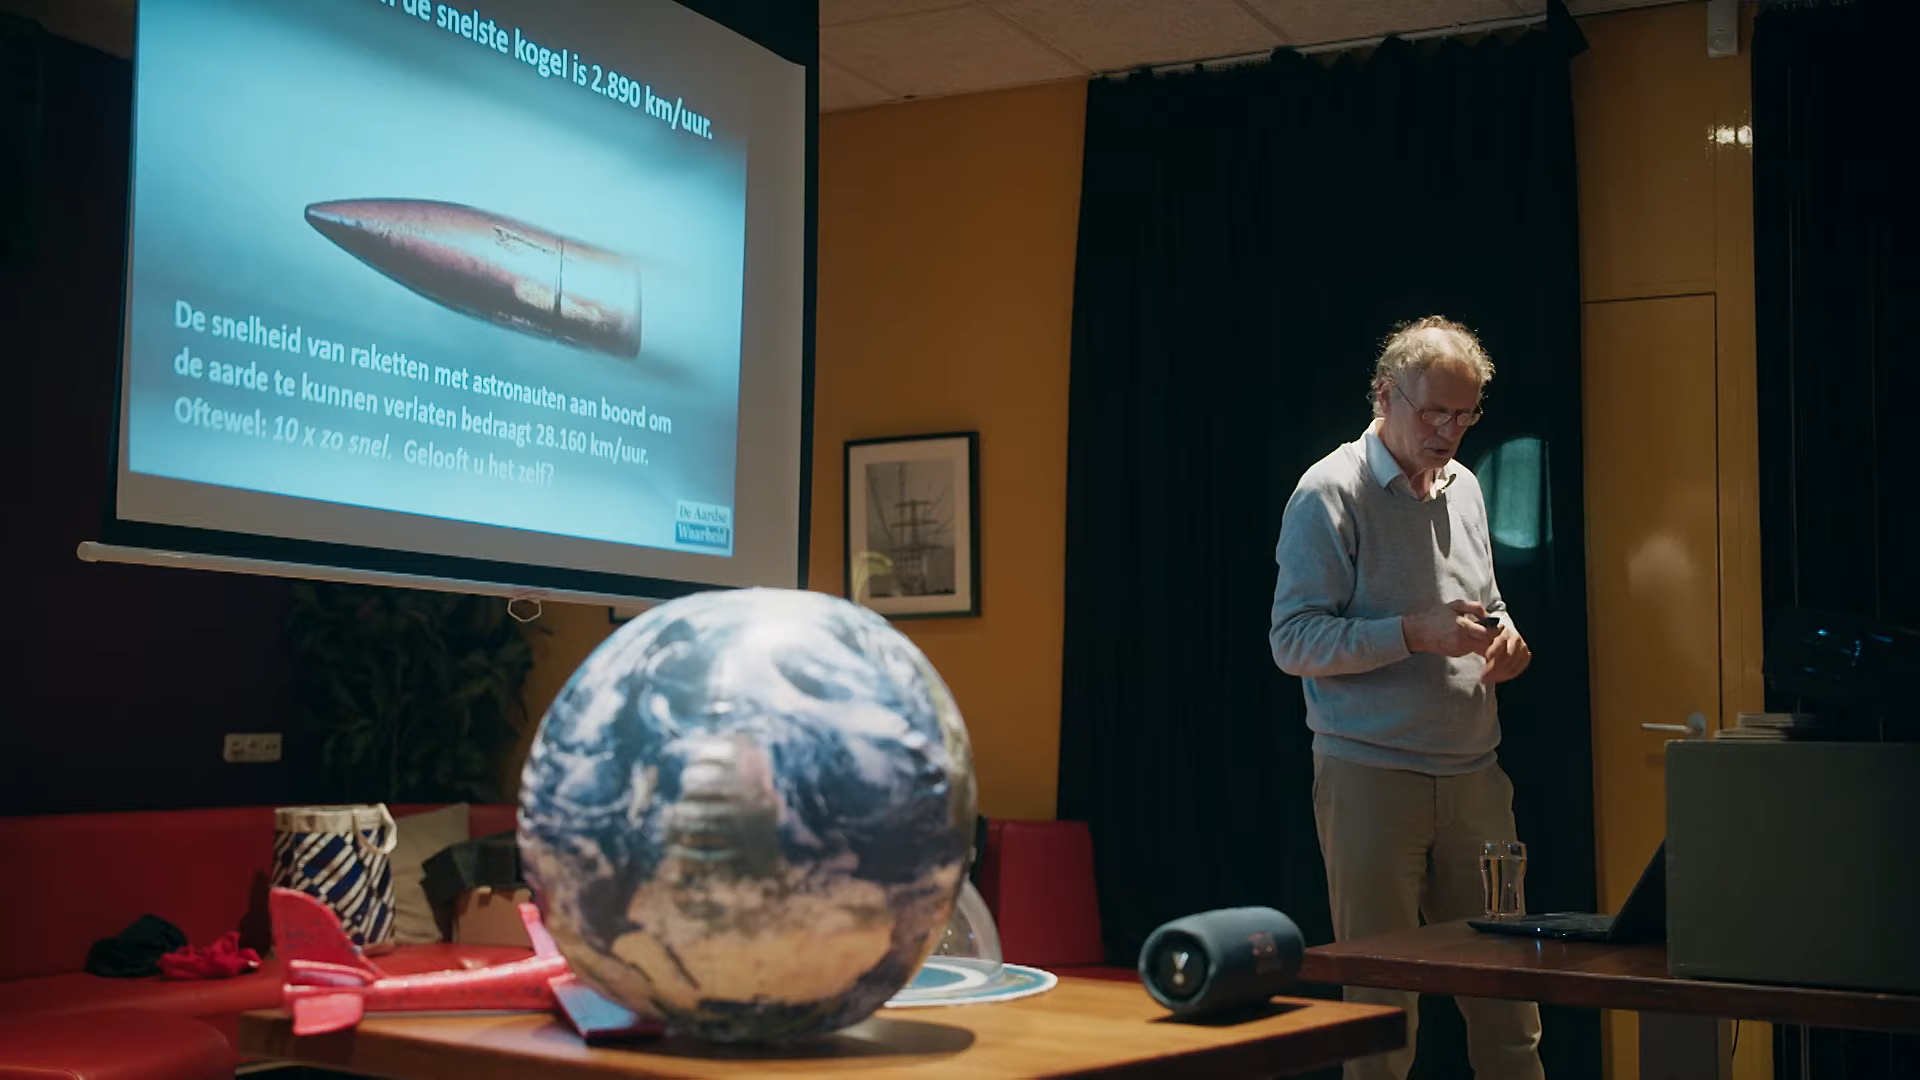 de snelste kogel is 2.890 km/uur.
De snelheid van raketten met astronauten aan boord om
de aarde te kunnen verlaten bedraagt 28.160 km/uur.
Oftewel: 10 x zo snel. Gelooft u het zelf?
De Aardse
Waarheid